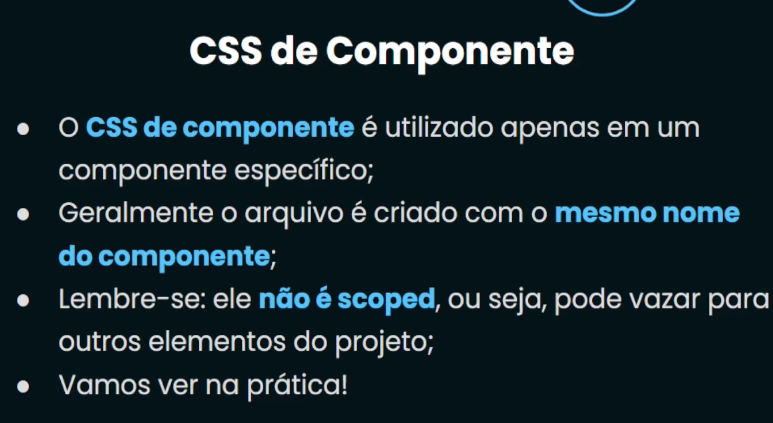 CSS de Componente
● O CSS de componente é utilizado apenas em um
componente específico;
● Geralmente o arquivo é criado com o mesmo nome
do componente;
● Lembre-se: ele não é scoped, ou seja, pode vazar para
outros elementos do projeto;
● Vamos ver na prática!